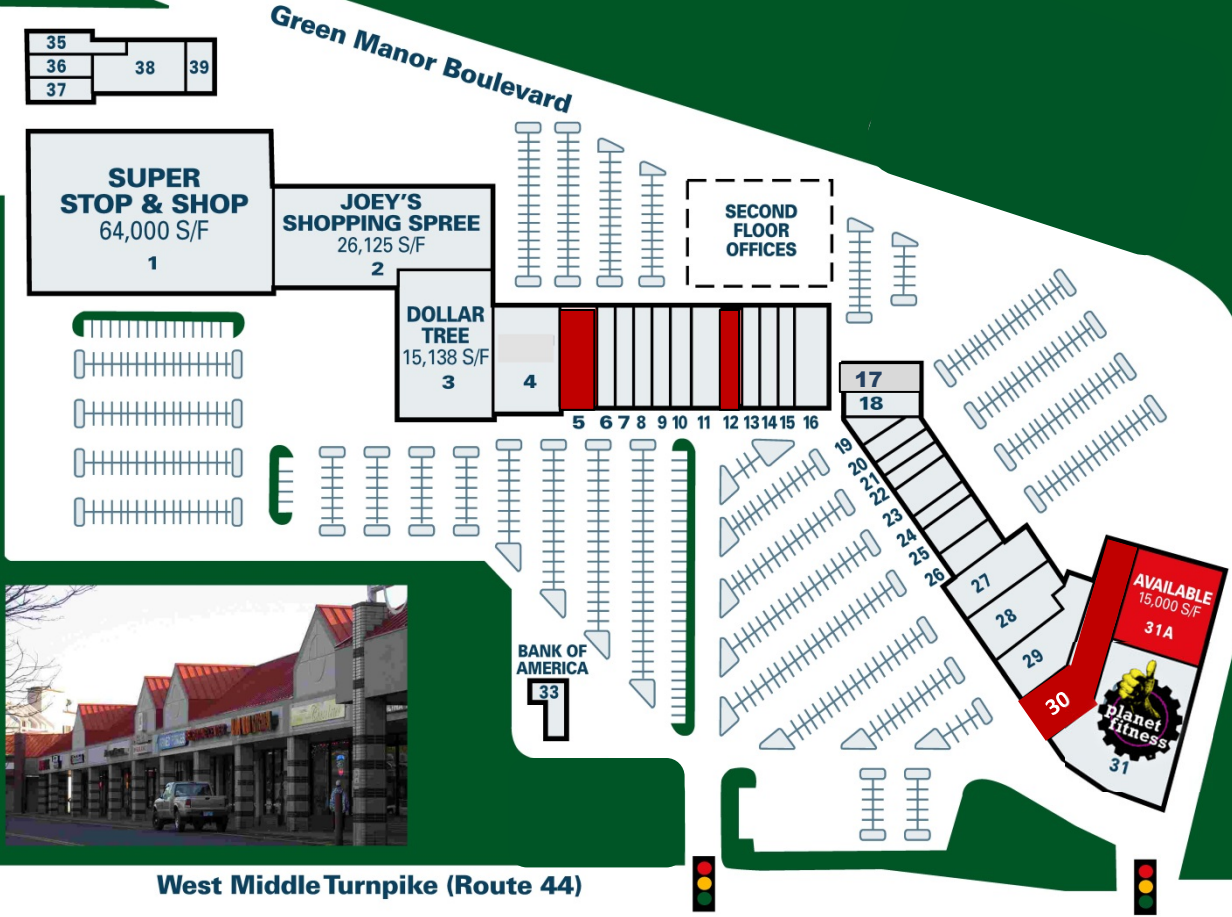 Green Manor Boulevard
35
36
37
38
39
SUPER
STOP & SHOP
64,000 S/F
1
JOEY'S
SHOPPING SPREE
26,125 S/F
2
DOLLAR
TREE
15,138 S/F
3
4
SECOND
FLOOR
OFFICES
5 6 7 8 9 10 11 12 13 14 15 16
17
18
19
20
21
22
23
24
25
26
27
28
29
30
AVAILABLE
15,000 S/F
31A
planet
fitness
31
BANK OF
AMERICA
33
West Middle Turnpike (Route 44)